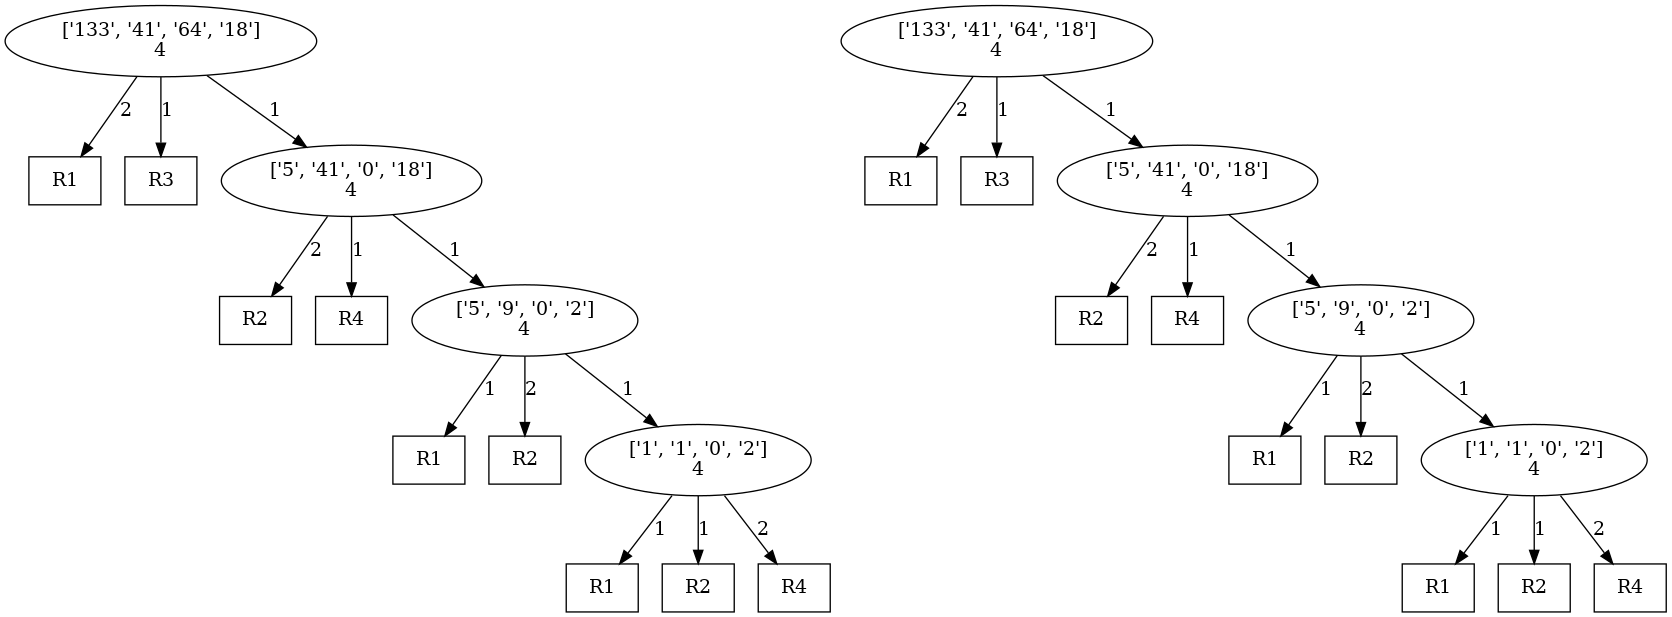 ['133', '41', '64', '18']
4
['133', '41', '64', '18']
4
2
1
1
2
1
1
R1
R3
['5', '41', '0', '18']
4
R1
R3
['5', '41', '0', '18']
4
2
1
1
2
1
1
R2
R4
['5', '9', '0', '2']
4
R2
R4
['5', '9', '0', '2']
4
1
2
1
1
2
1
R1
R2
['1', '1', '0', '2']
4
R1
R2
['1', '1', '0', '2']
4
1
1
2
1
1
2
R1
R2
R4
R1
R2
R4